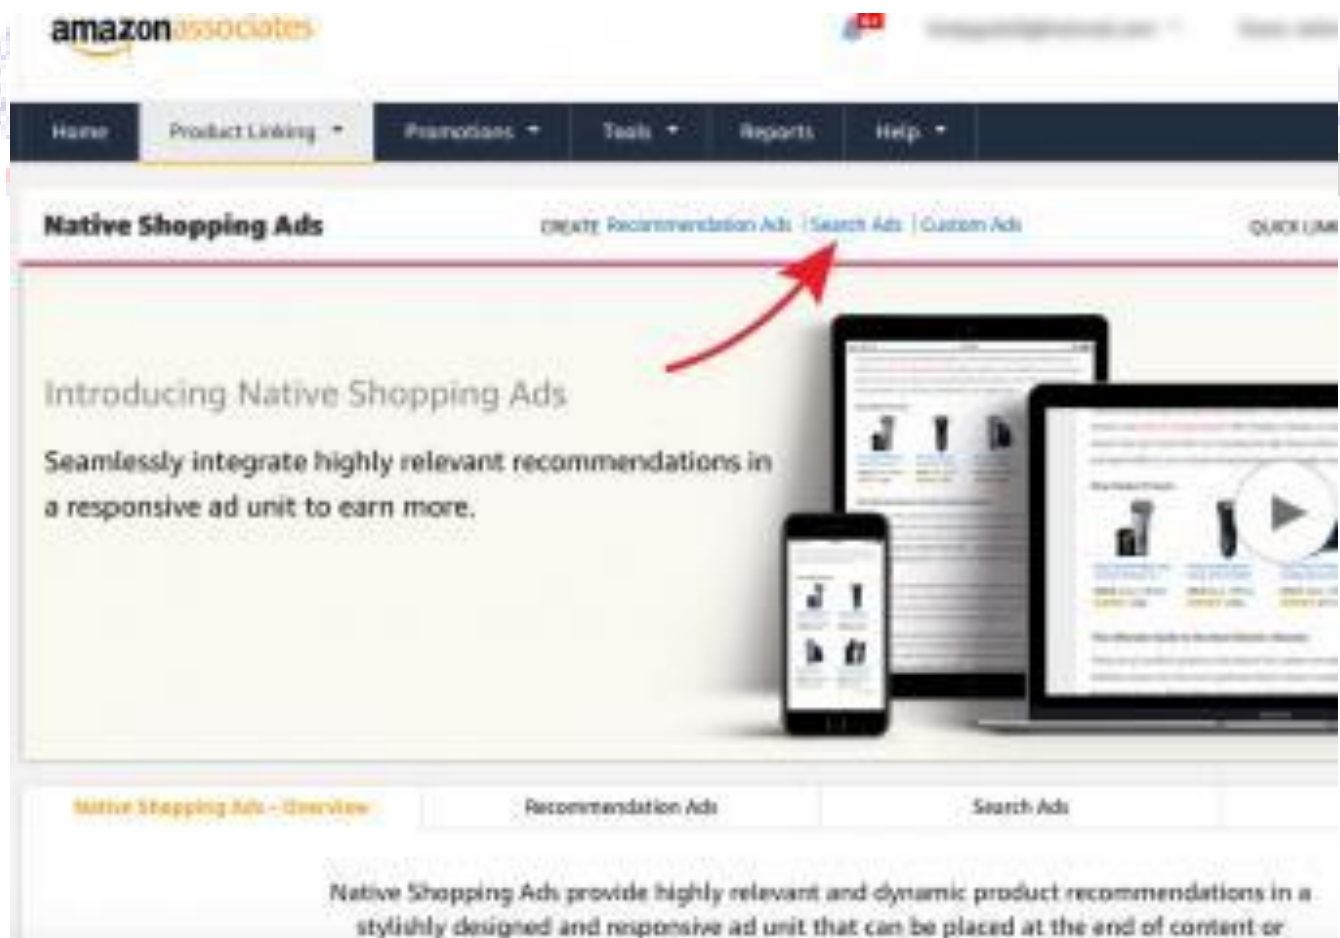 amazon associates
Home Product Linking Promotions Tools Reports Help
Native Shopping Ads CREATE Recommendation Ads | Search Ads | Custom Ads QUICK LINK
Introducing Native Shopping Ads
Seamlessly integrate highly relevant recommendations in
a responsive ad unit to earn more.
Native Shopping Ads - Overview Recommendation Ads Search Ads
Native Shopping Ads provide highly relevant and dynamic product recommendations in a
stylishly designed and responsive ad unit that can be placed at the end of content or